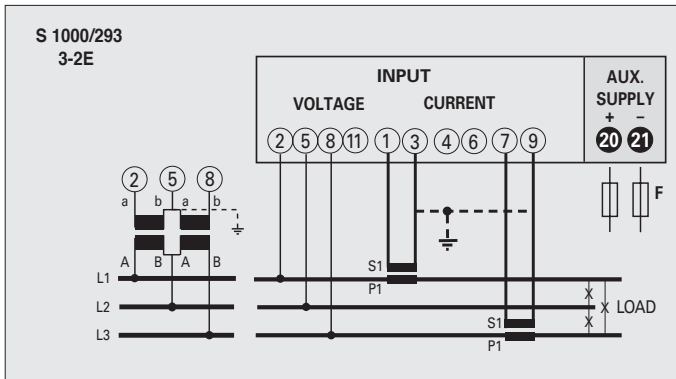 S 1000/293
3-2E
INPUT
VOLTAGE CURRENT
AUX.
SUPPLY
+ –
2 5 8 11 1 3 4 6 7 9 20 21
2 5 8
a b a b
F
A B A B
S1
P1
L1
L2
LOAD
X
X X
S1
P1
L3